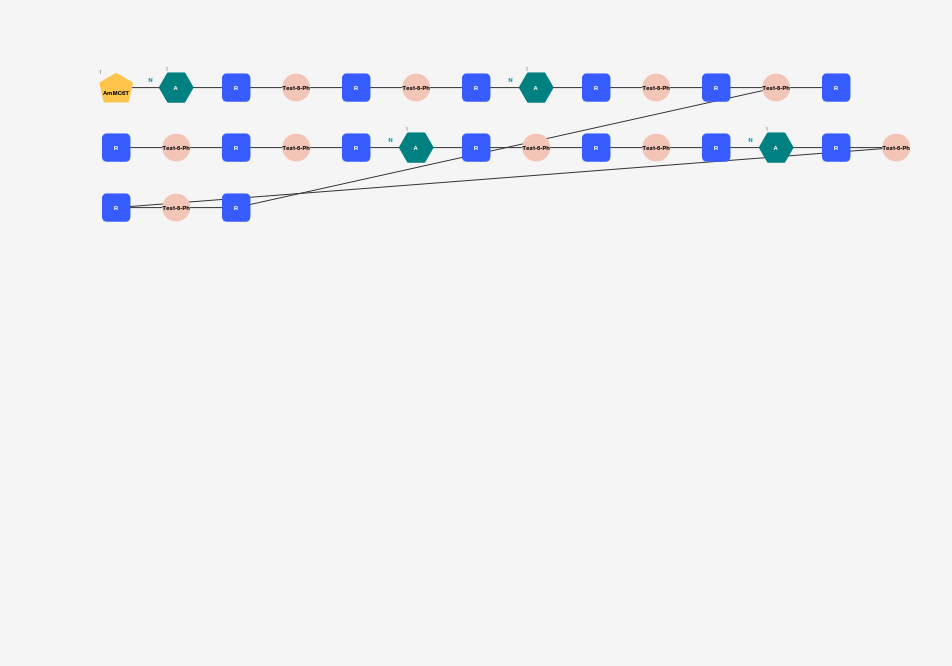 1 N 1 N 1
AmMC6T A R Test-6-Ph R Test-6-Ph R A R Test-6-Ph R Test-6-Ph R
N 1 N 1
R Test-6-Ph R Test-6-Ph R A R Test-6-Ph R Test-6-Ph R A R Test-6-Ph
R Test-6-Ph R